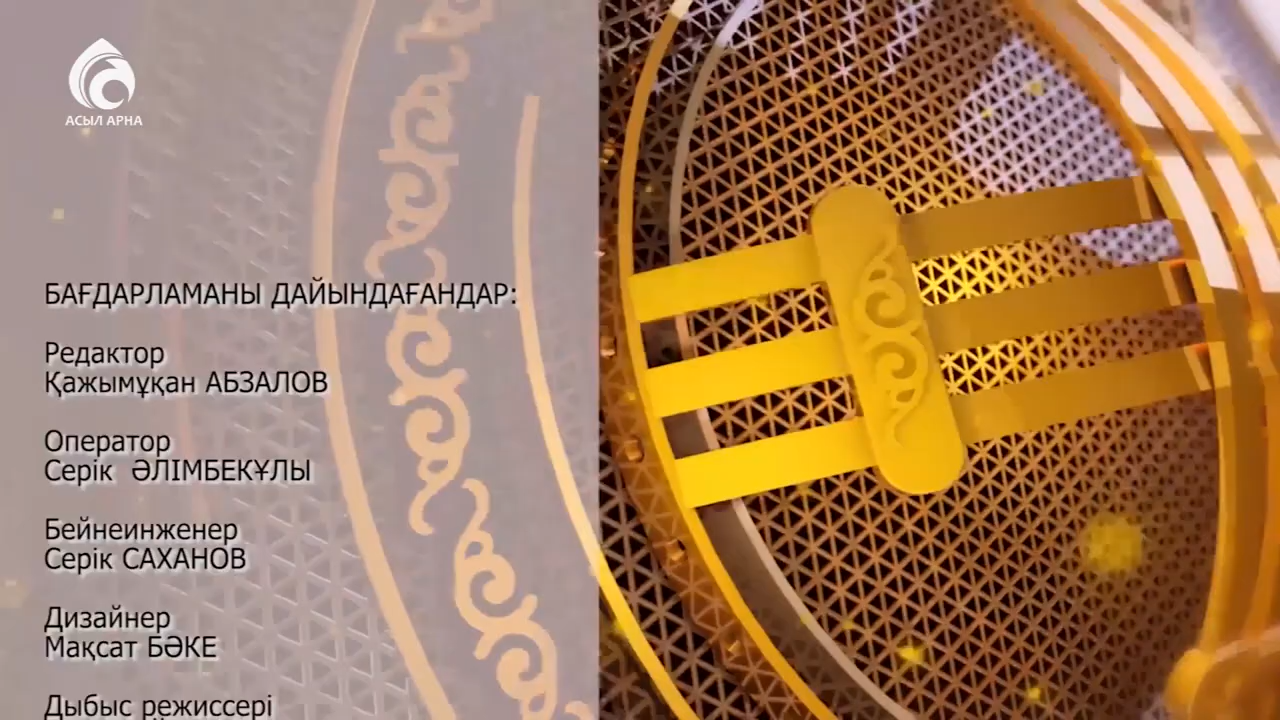 АСЫЛ АРНА
БАҒДАРЛАМАНЫ ДАЙЫНДАҒАНДАР:
Редактор
Қажымұқан АБЗАЛОВ
Оператор
Серік ӘЛІМБЕКҰЛЫ
Бейнеинженер
Серік САХАНОВ
Дизайнер
Мақсат БӘКЕ
Дыбыс режиссері